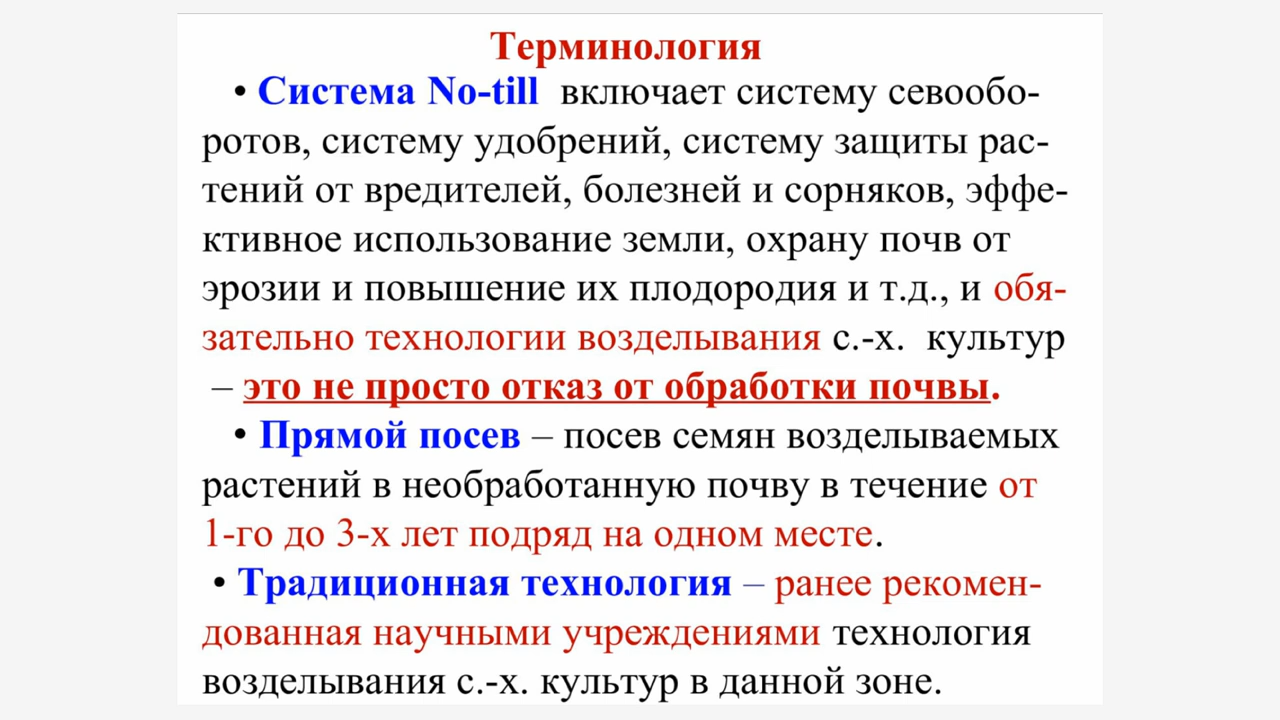 Терминология
• Система No-till включает систему севообо-
ротов, систему удобрений, систему защиты рас-
тений от вредителей, болезней и сорняков, эффе-
ктивное использование земли, охрану почв от
эрозии и повышение их плодородия и т.д., и обя-
зательно технологии возделывания с.-х. культур
– это не просто отказ от обработки почвы.
• Прямой посев – посев семян возделываемых
растений в необработанную почву в течение от
1-го до 3-х лет подряд на одном месте.
• Традиционная технология – ранее рекомен-
дованная научными учреждениями технология
возделывания с.-х. культур в данной зоне.